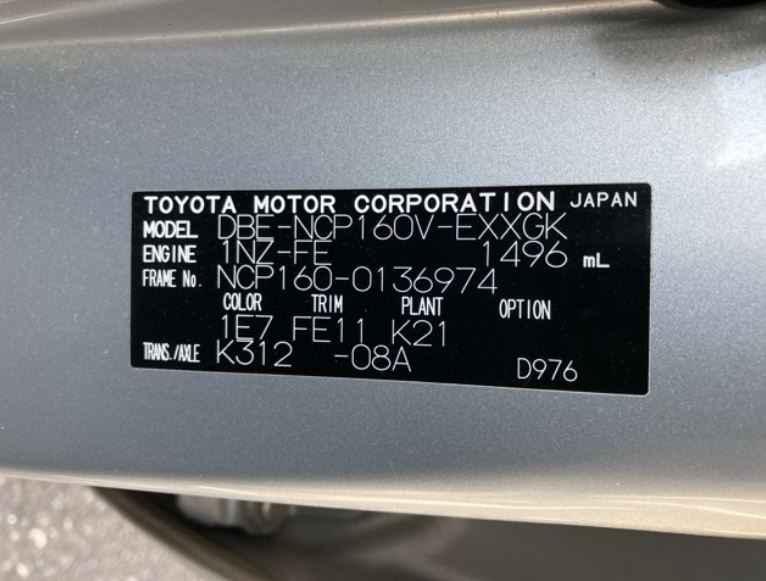 TOYOTA MOTOR CORPORATION JAPAN
MODEL DBE-NCP160V-EXXGK
ENGINE 1NZ-FE 1496 mL
FRAME No. NCP160-0136974
COLOR TRIM PLANT OPTION
1E7 FE11 K21
TRANS./AXLE K312 -08A D976